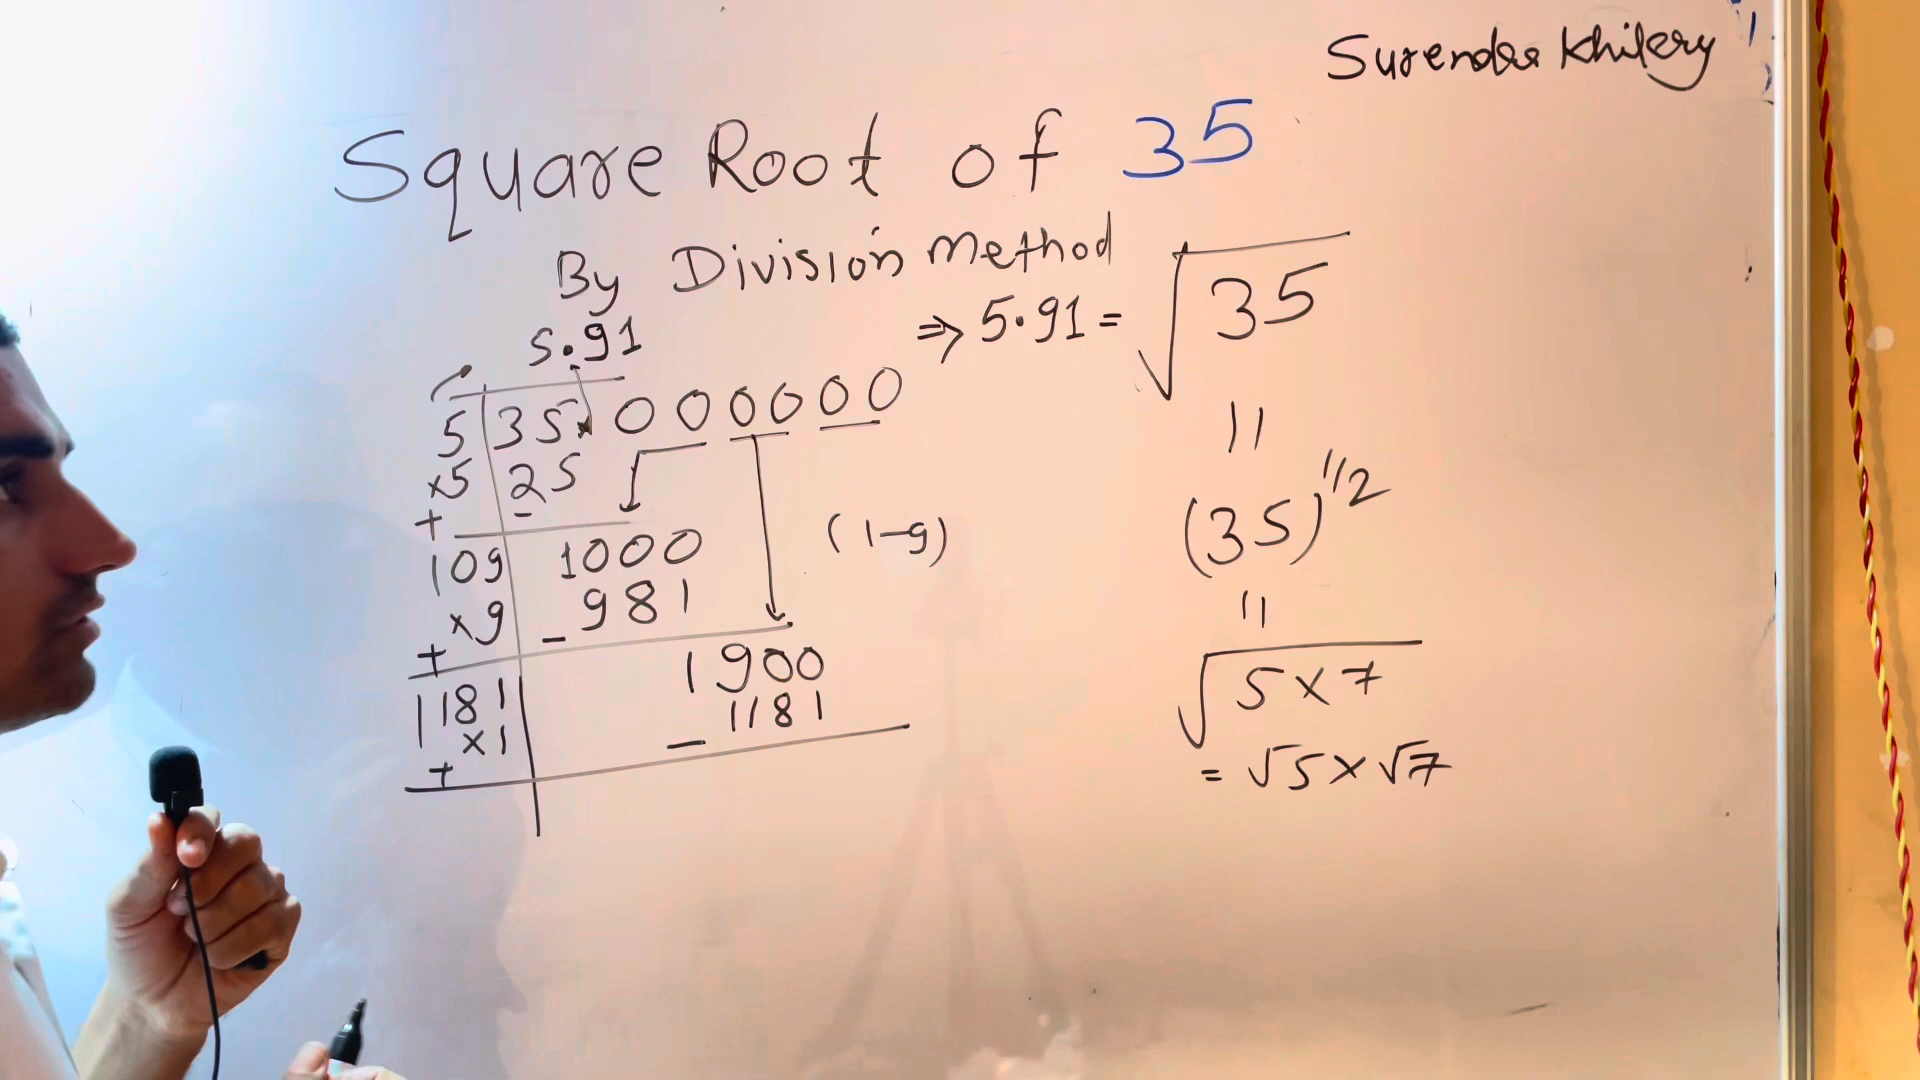 Surendra Khilery
Square Root of 35
By Division Method
5.91
⇒ 5.91 = √35
5 35.000000
×5 25
+
109 1000
×9 - 981
+
1181 1900
×1 - 1181
+
(1-9)
||
(35)^1/2
||
√5×7
= √5 × √7